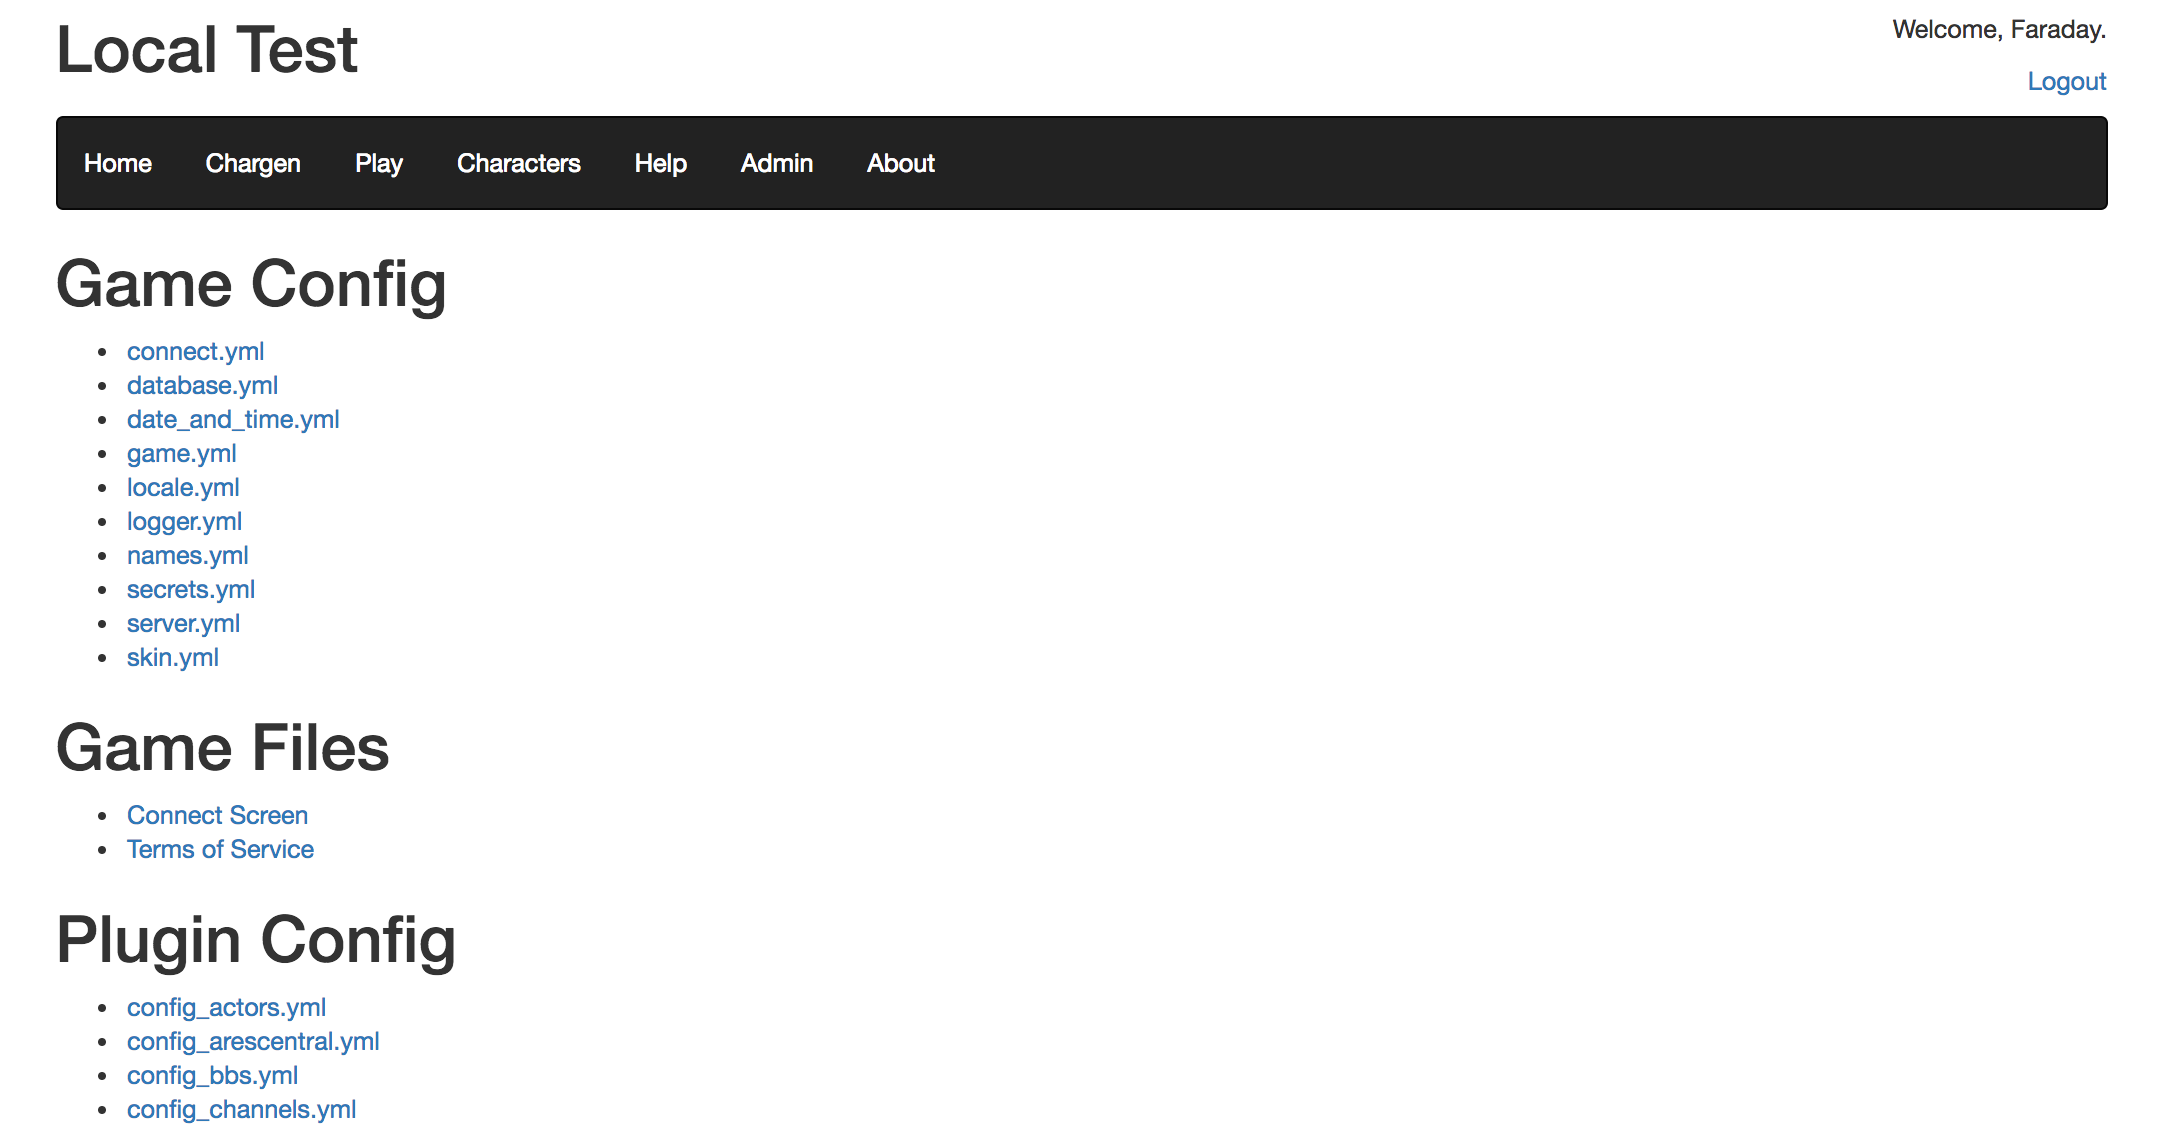 Local Test
Welcome, Faraday.
Logout
Home Chargen Play Characters Help Admin About
Game Config
connect.yml
database.yml
date_and_time.yml
game.yml
locale.yml
logger.yml
names.yml
secrets.yml
server.yml
skin.yml
Game Files
Connect Screen
Terms of Service
Plugin Config
config_actors.yml
config_arescentral.yml
config_bbs.yml
config_channels.yml